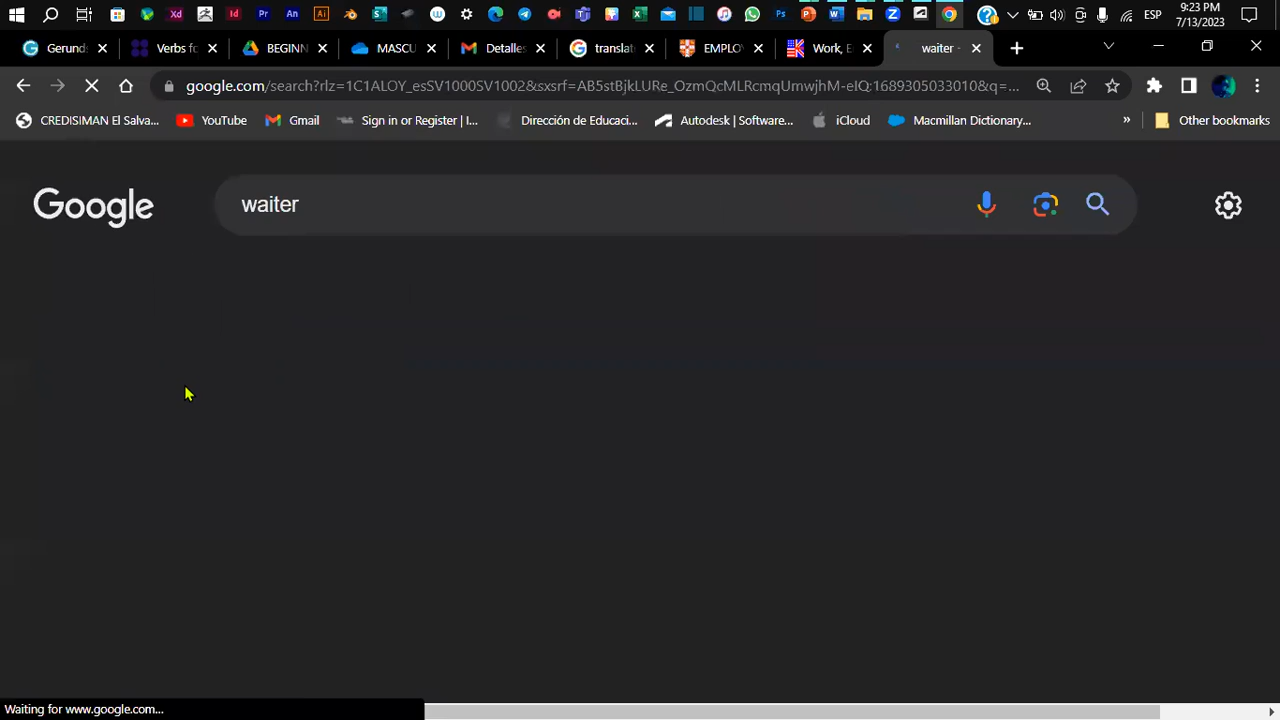 ESP
9:23 PM
7/13/2023
Gerund
Verbs fo
BEGINN
MASCU
Detalles
translat
EMPLO
Work, E
waiter -
google.com/search?rlz=1C1ALOY_esSV1000SV1002&sxsrf=AB5stBjkLURe_OzmQcMLRcmqUmwjhM-eIQ:1689305033010&q=...
CREDISIMAN El Salva...
YouTube
Gmail
Sign in or Register | I...
Dirección de Educaci...
Autodesk | Software...
iCloud
Macmillan Dictionary...
»
Other bookmarks
Google
waiter
Waiting for www.google.com...